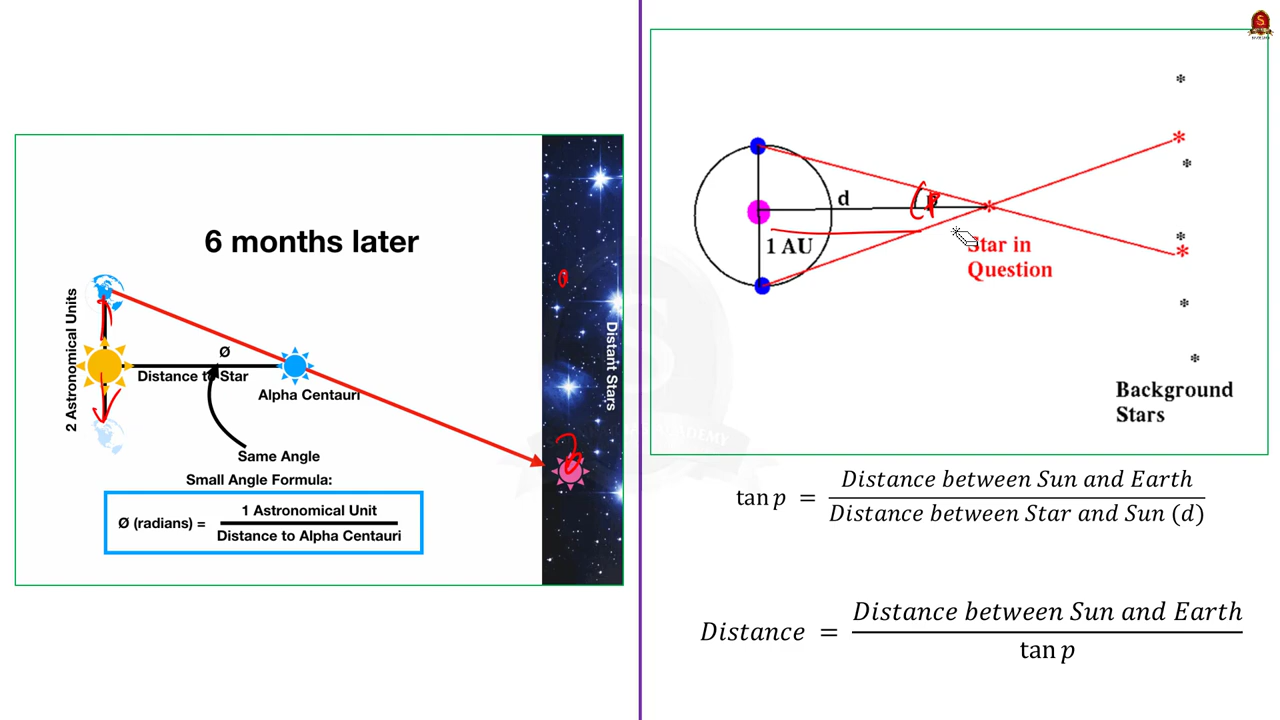 6 months later
2 Astronomical Units
Ø
Distance to Star
Alpha Centauri
Same Angle
Small Angle Formula:
Ø (radians) = 1 Astronomical Unit
Distance to Alpha Centauri
Distant Stars
a
b
d
p
1 AU
Star in
Question
Background
Stars
tan p = Distance between Sun and Earth
Distance between Star and Sun (d)
Distance = Distance between Sun and Earth
tan p